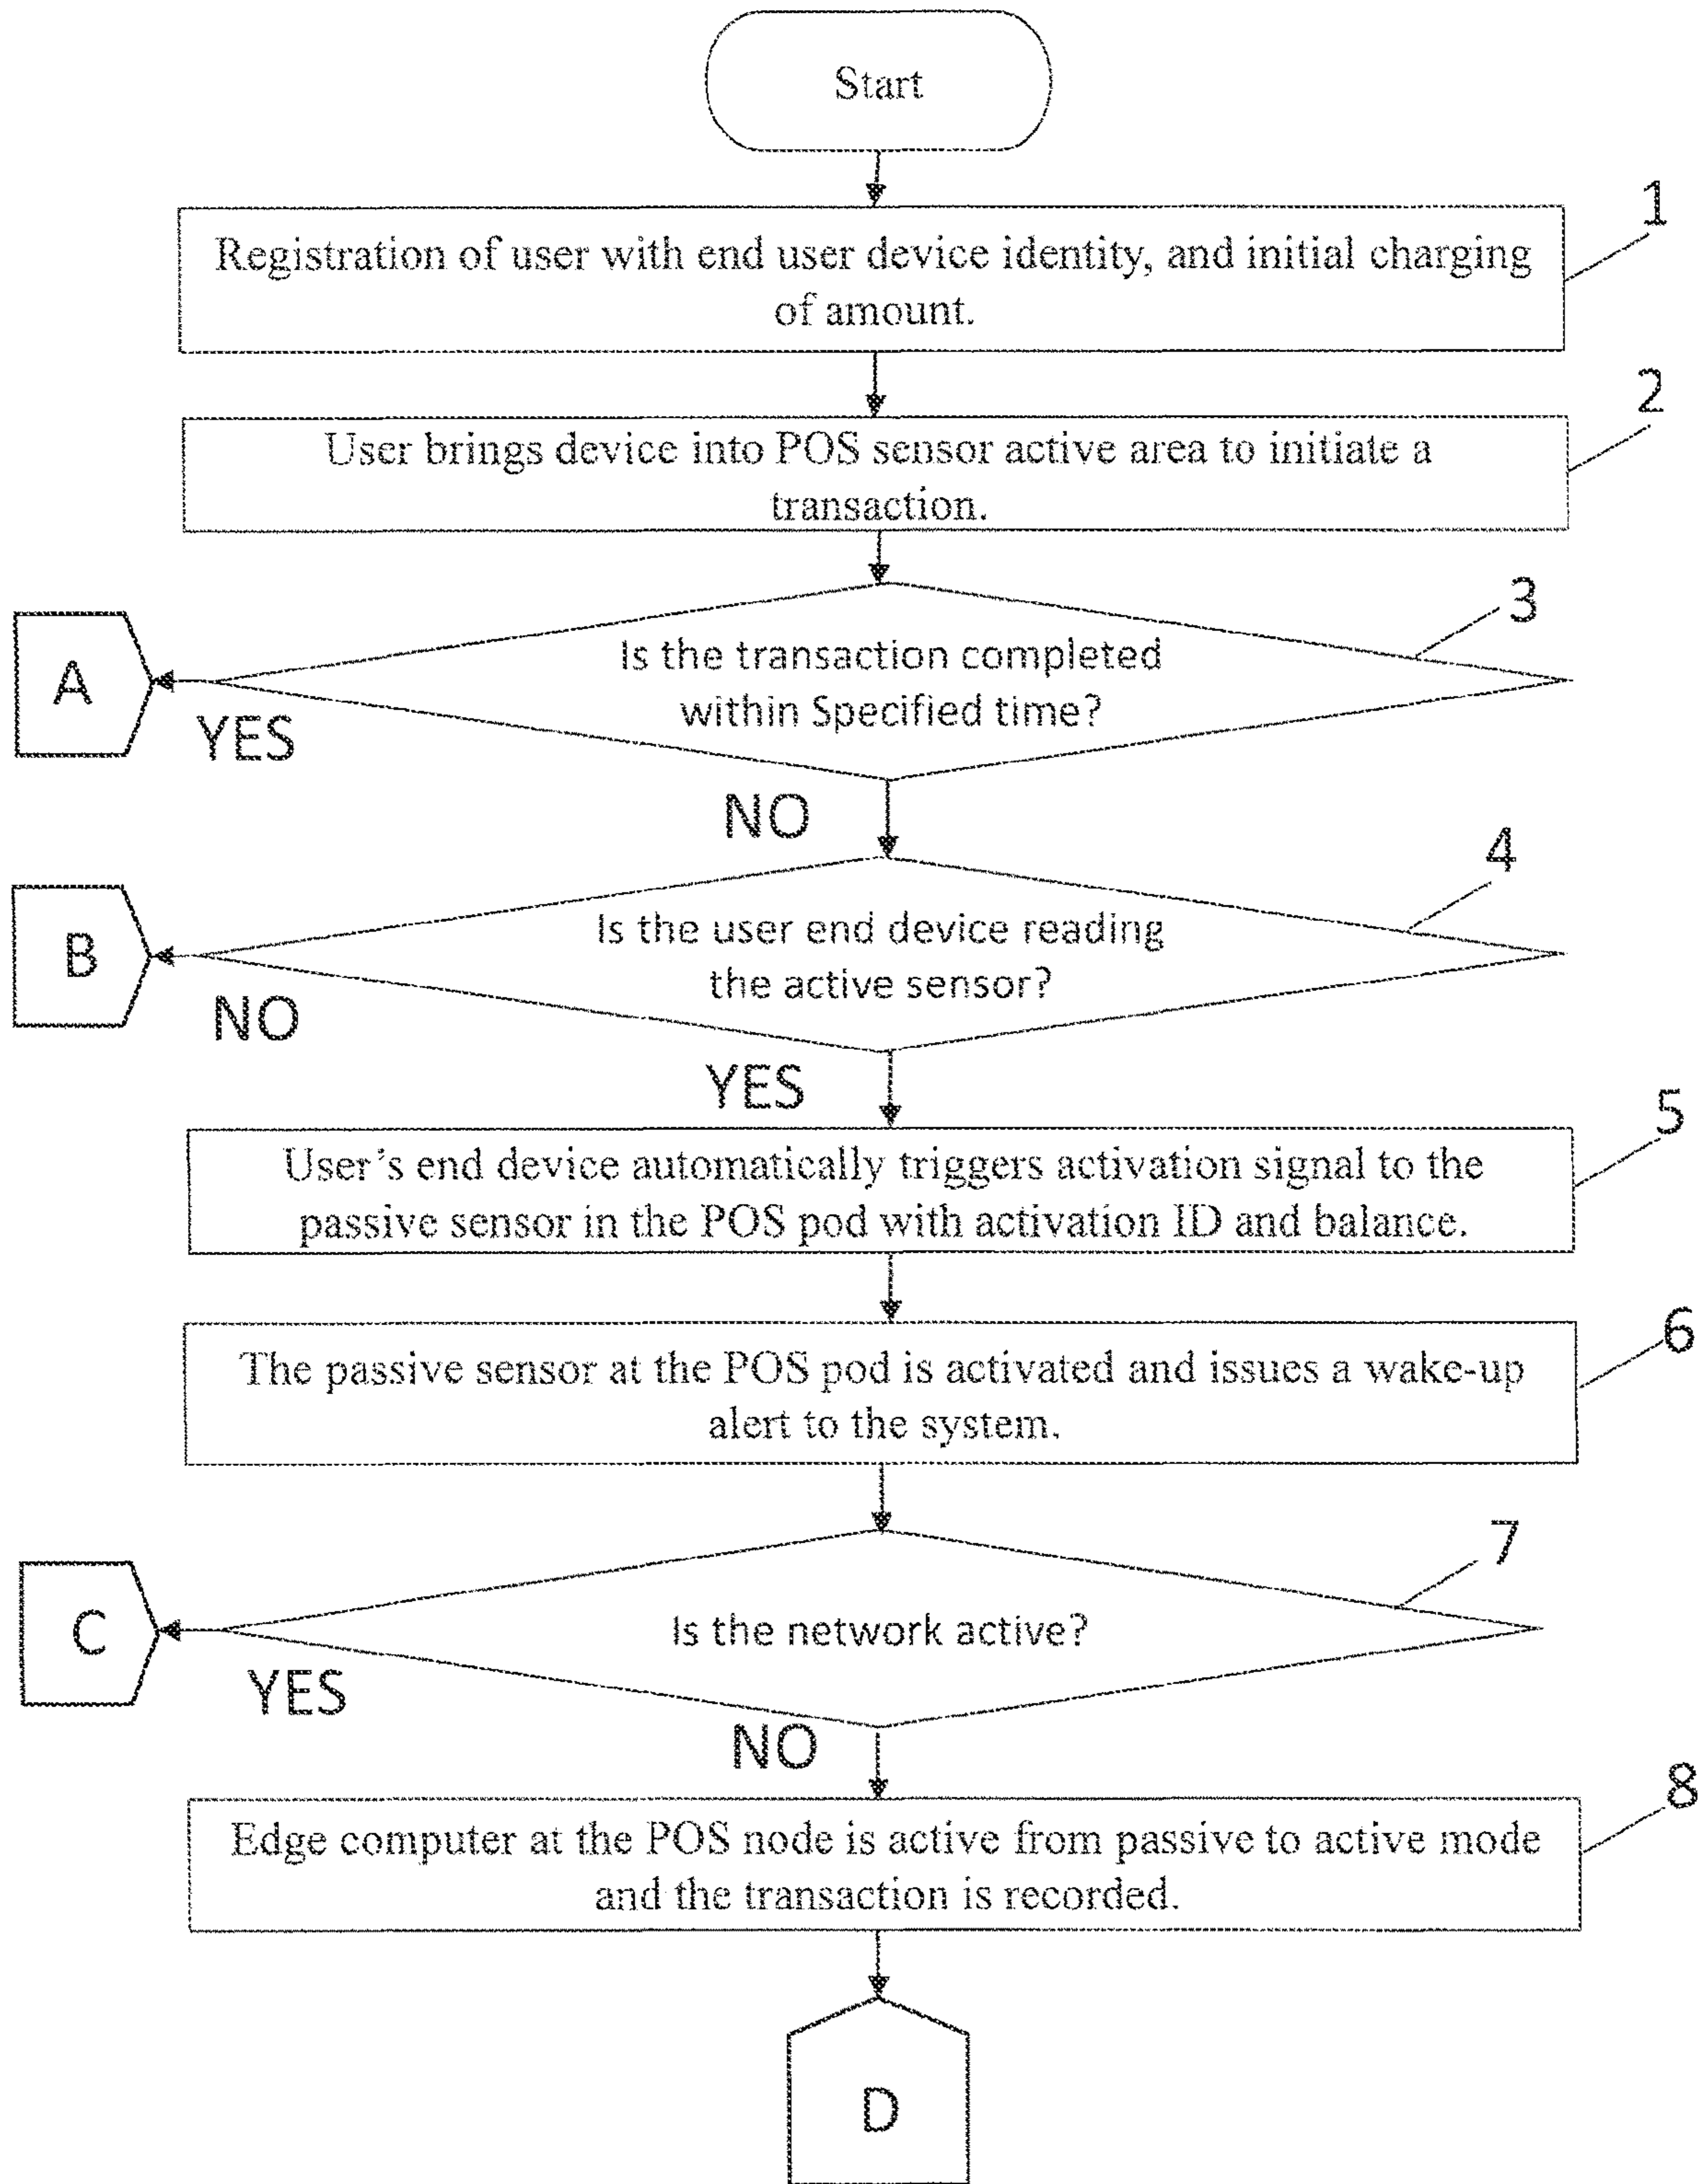 Start
1
Registration of user with end user device identity, and initial charging
of amount.
2
User brings device into POS sensor active area to initiate a
transaction.
3
Is the transaction completed
within Specified time?
A
YES
NO
4
Is the user end device reading
the active sensor?
B
NO
YES
5
User's end device automatically triggers activation signal to the
passive sensor in the POS pod with activation ID and balance.
6
The passive sensor at the POS pod is activated and issues a wake-up
alert to the system.
7
Is the network active?
C
YES
NO
8
Edge computer at the POS node is active from passive to active mode
and the transaction is recorded.
D